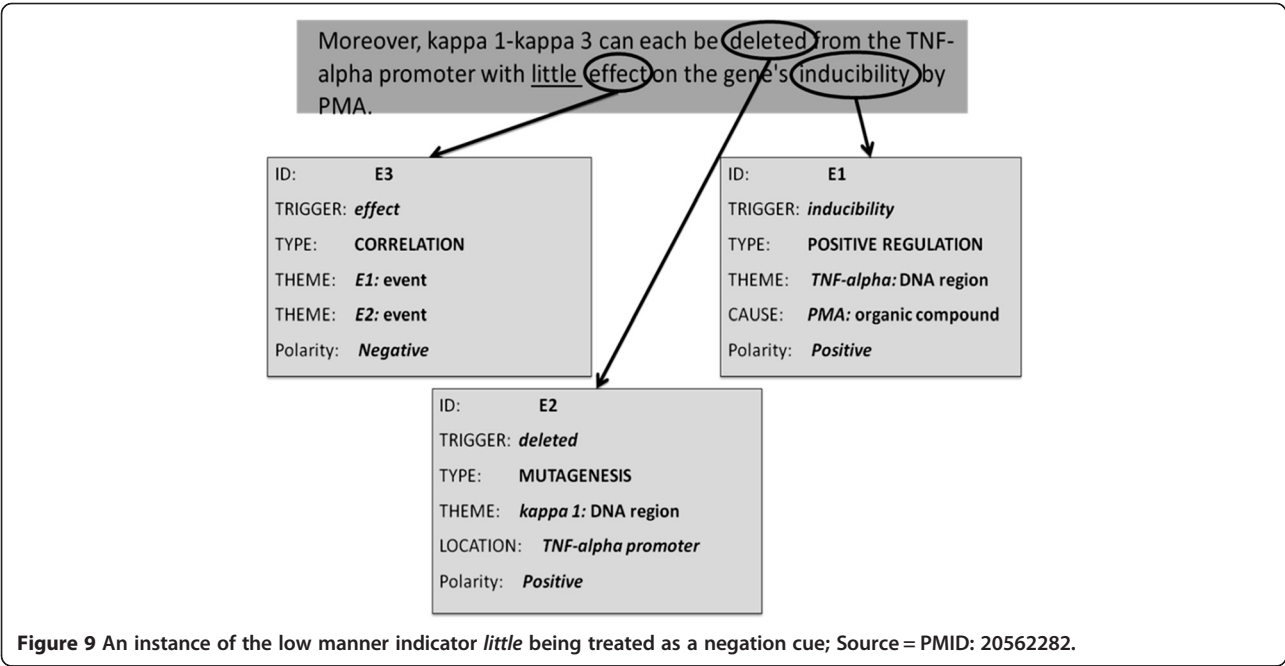 Moreover, kappa 1-kappa 3 can each be deleted from the TNF-
alpha promoter with little effect on the gene's inducibility by
PMA.
ID: E3
TRIGGER: effect
TYPE: CORRELATION
THEME: E1: event
THEME: E2: event
Polarity: Negative
ID: E1
TRIGGER: inducibility
TYPE: POSITIVE REGULATION
THEME: TNF-alpha: DNA region
CAUSE: PMA: organic compound
Polarity: Positive
ID: E2
TRIGGER: deleted
TYPE: MUTAGENESIS
THEME: kappa 1: DNA region
LOCATION: TNF-alpha promoter
Polarity: Positive
Figure 9 An instance of the low manner indicator little being treated as a negation cue; Source = PMID: 20562282.